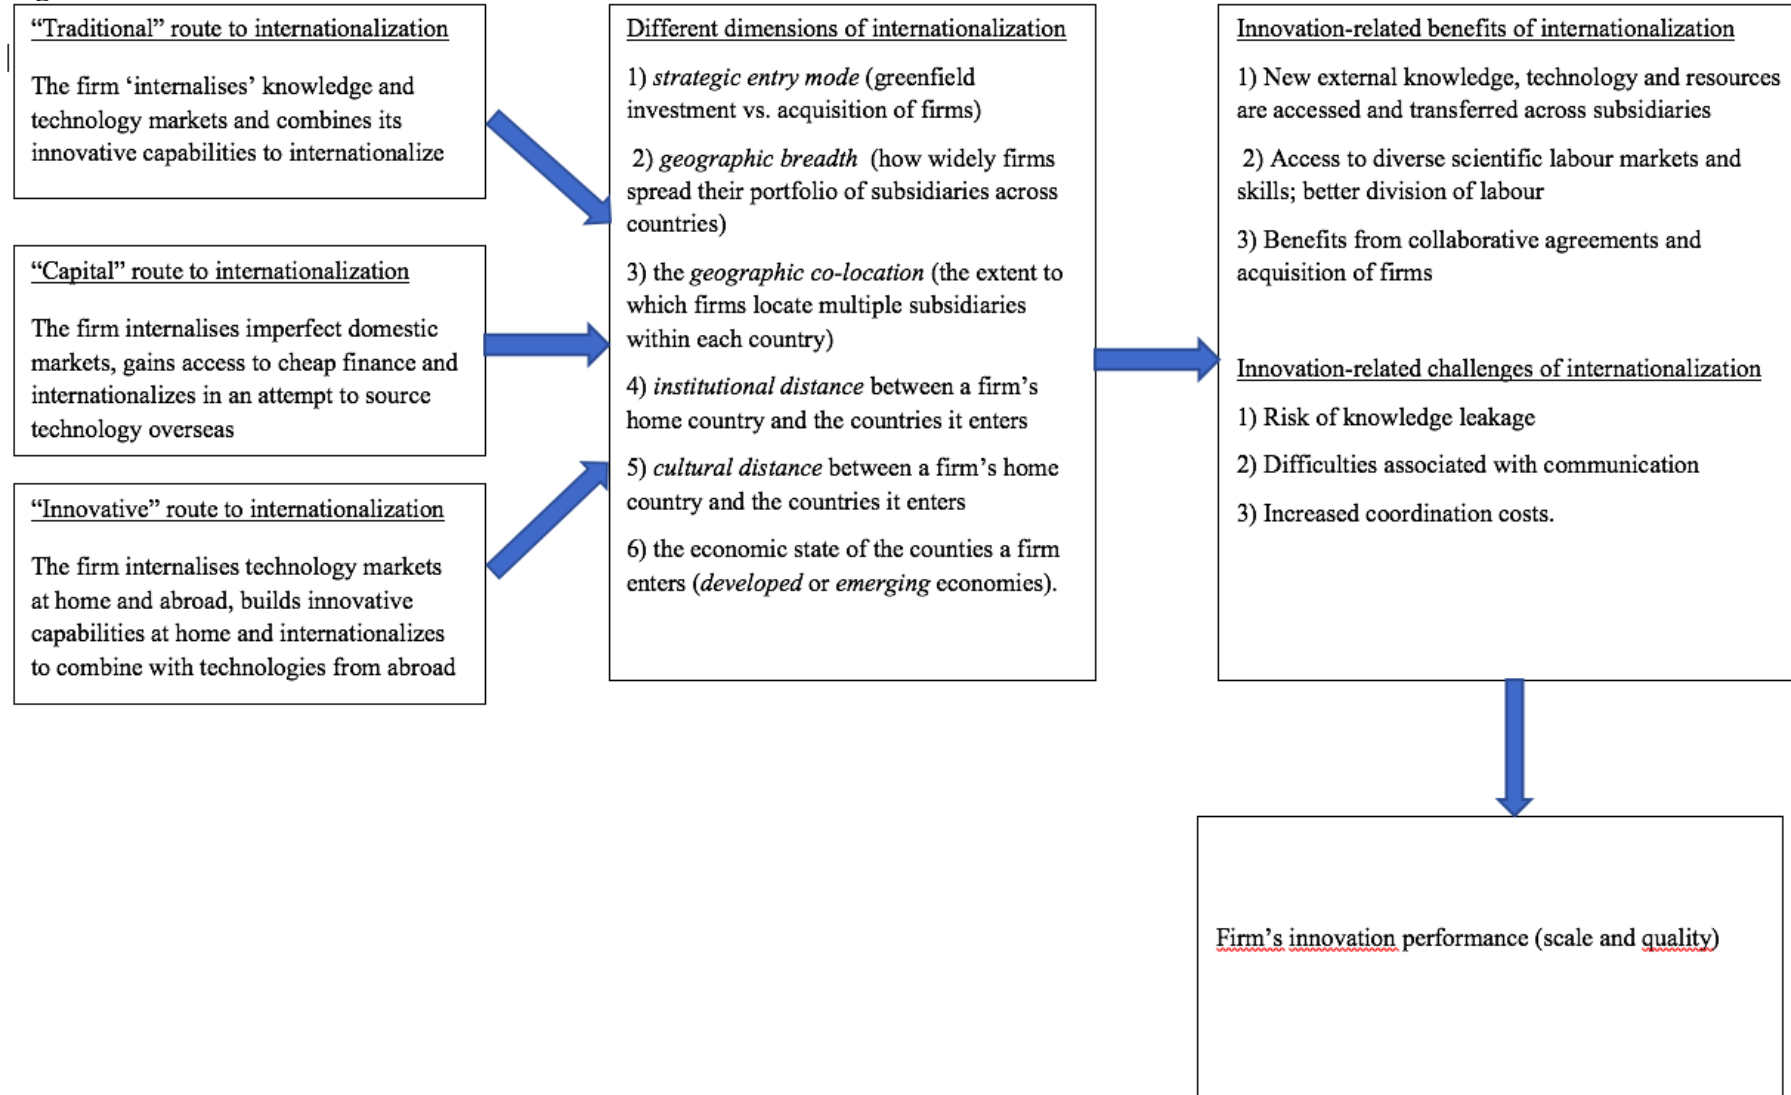 “Traditional” route to internationalization
The firm ‘internalises’ knowledge and
technology markets and combines its
innovative capabilities to internationalize
“Capital” route to internationalization
The firm internalises imperfect domestic
markets, gains access to cheap finance and
internationalizes in an attempt to source
technology overseas
“Innovative” route to internationalization
The firm internalises technology markets
at home and abroad, builds innovative
capabilities at home and internationalizes
to combine with technologies from abroad
Different dimensions of internationalization
1) strategic entry mode (greenfield
investment vs. acquisition of firms)
2) geographic breadth (how widely firms
spread their portfolio of subsidiaries across
countries)
3) the geographic co-location (the extent to
which firms locate multiple subsidiaries
within each country)
4) institutional distance between a firm’s
home country and the countries it enters
5) cultural distance between a firm’s home
country and the countries it enters
6) the economic state of the counties a firm
enters (developed or emerging economies).
Innovation-related benefits of internationalization
1) New external knowledge, technology and resources
are accessed and transferred across subsidiaries
2) Access to diverse scientific labour markets and
skills; better division of labour
3) Benefits from collaborative agreements and
acquisition of firms
Innovation-related challenges of internationalization
1) Risk of knowledge leakage
2) Difficulties associated with communication
3) Increased coordination costs.
Firm’s innovation performance (scale and quality)